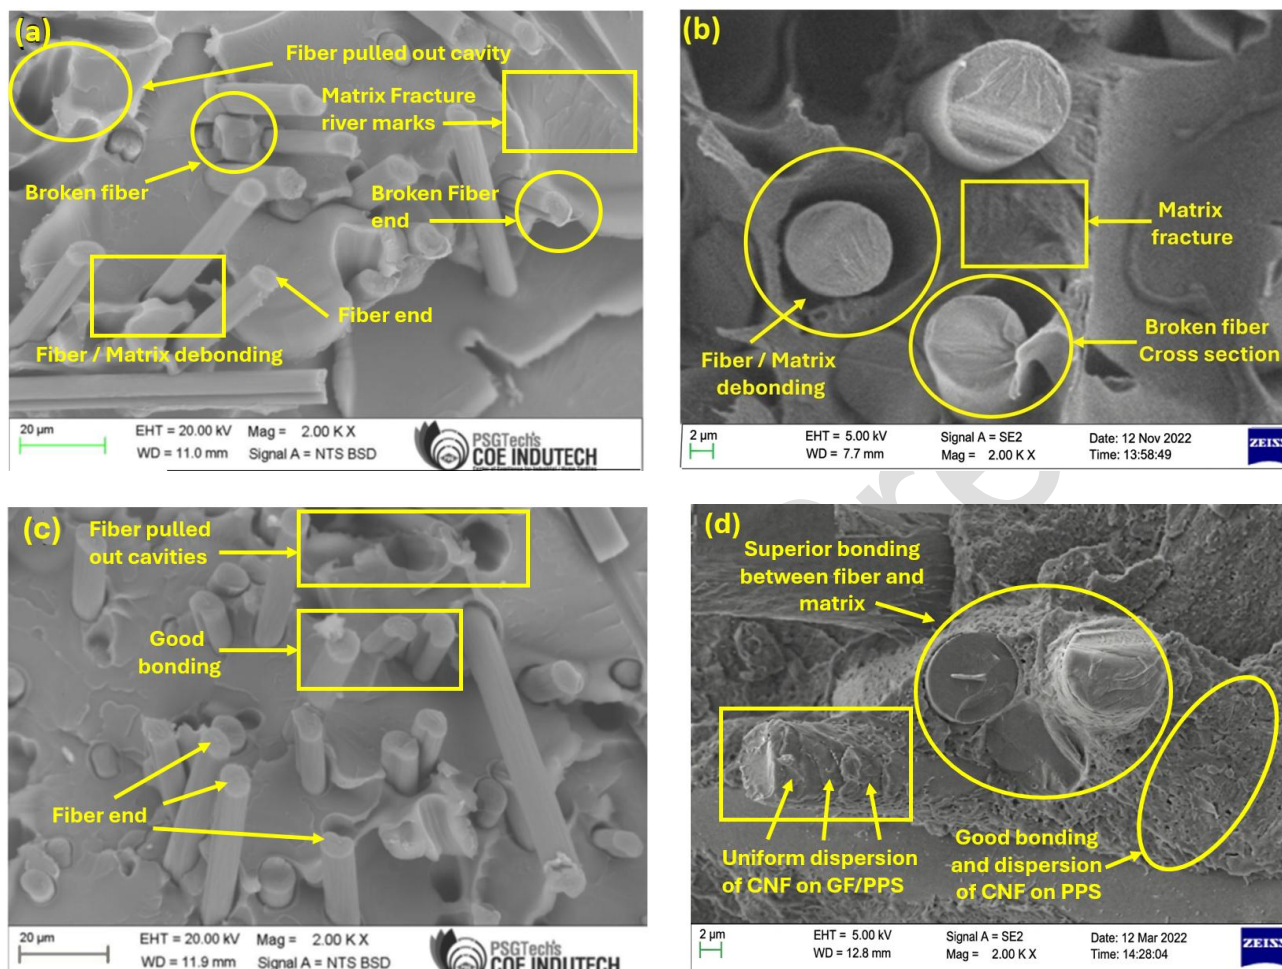 (a)
Fiber pulled out cavity
Matrix Fracture
river marks
Broken fiber
Broken Fiber
end
Fiber end
Fiber / Matrix debonding
20 µm
EHT = 20.00 kV Mag = 2.00 K X
WD = 11.0 mm Signal A = NTS BSD
PSGTech's
COE INDUTECH
(b)
Matrix
fracture
Broken fiber
Cross section
Fiber / Matrix
debonding
2 µm
EHT = 5.00 kV Signal A = SE2 Date: 12 Nov 2022
WD = 7.7 mm Mag = 2.00 K X Time: 13:58:49
ZEISS
(c)
Fiber pulled
out cavities
Good
bonding
Fiber end
20 µm
EHT = 20.00 kV Mag = 2.00 K X
WD = 11.9 mm Signal A = NTS BSD
PSGTech's
COE INDUTECH
(d)
Superior bonding
between fiber and
matrix
Uniform dispersion
of CNF on GF/PPS
Good bonding
and dispersion
of CNF on PPS
2 µm
EHT = 5.00 kV Signal A = SE2 Date: 12 Mar 2022
WD = 12.8 mm Mag = 2.00 K X Time: 14:28:04
ZEISS